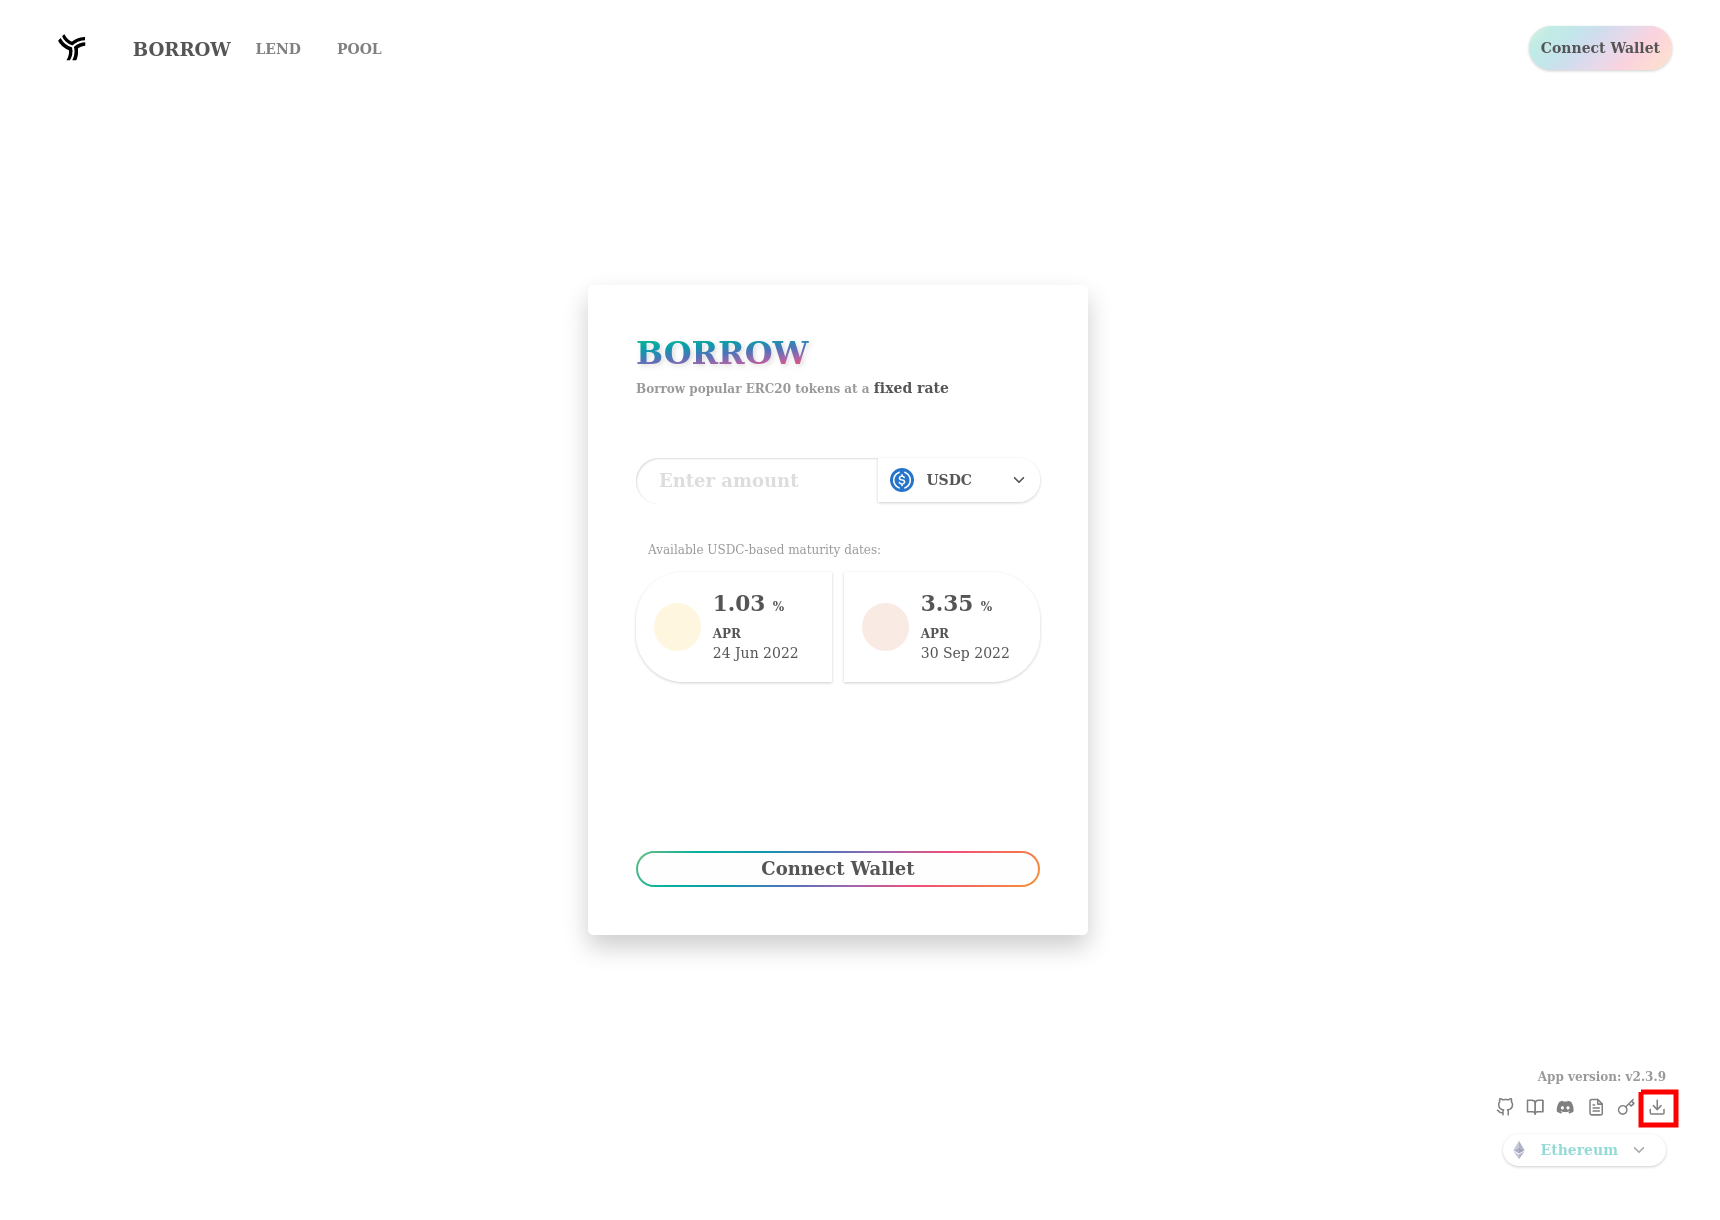 BORROW LEND POOL
Connect Wallet
BORROW
Borrow popular ERC20 tokens at a fixed rate
Enter amount
USDC
Available USDC-based maturity dates:
1.03 %
APR
24 Jun 2022
3.35 %
APR
30 Sep 2022
Connect Wallet
App version: v2.3.9
Ethereum